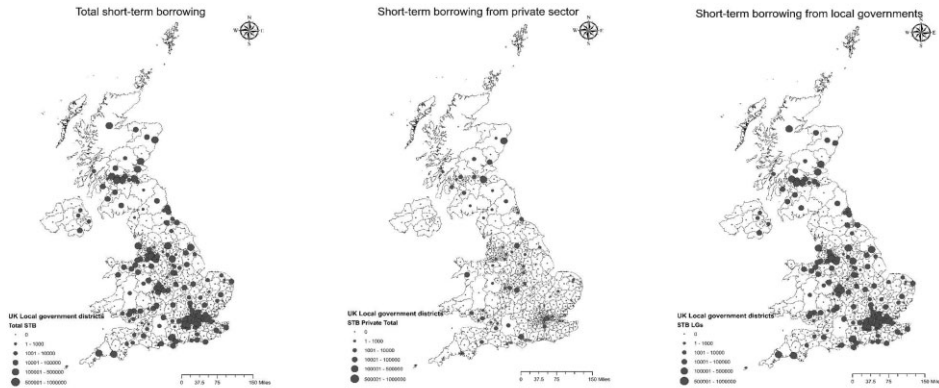 Total short-term borrowing
N
W
S
UK Local government districts
Total STB
0
1 - 1000
1001 - 10000
10001 - 100000
100001 - 500000
500001 - 1000000
0 37.5 75 150 Miles
Short-term borrowing from private sector
N
W
S
UK Local government districts
STB Private Total
0
1 - 1000
1001 - 10000
10001 - 100000
100001 - 500000
500001 - 1000000
0 37.5 75 150 Miles
Short-term borrowing from local governments
N
W E
S
UK Local government districts
STB LGs
0
1 - 1000
1001 - 10000
10001 - 100000
100001 - 500000
500001 - 1000000
0 37.5 75